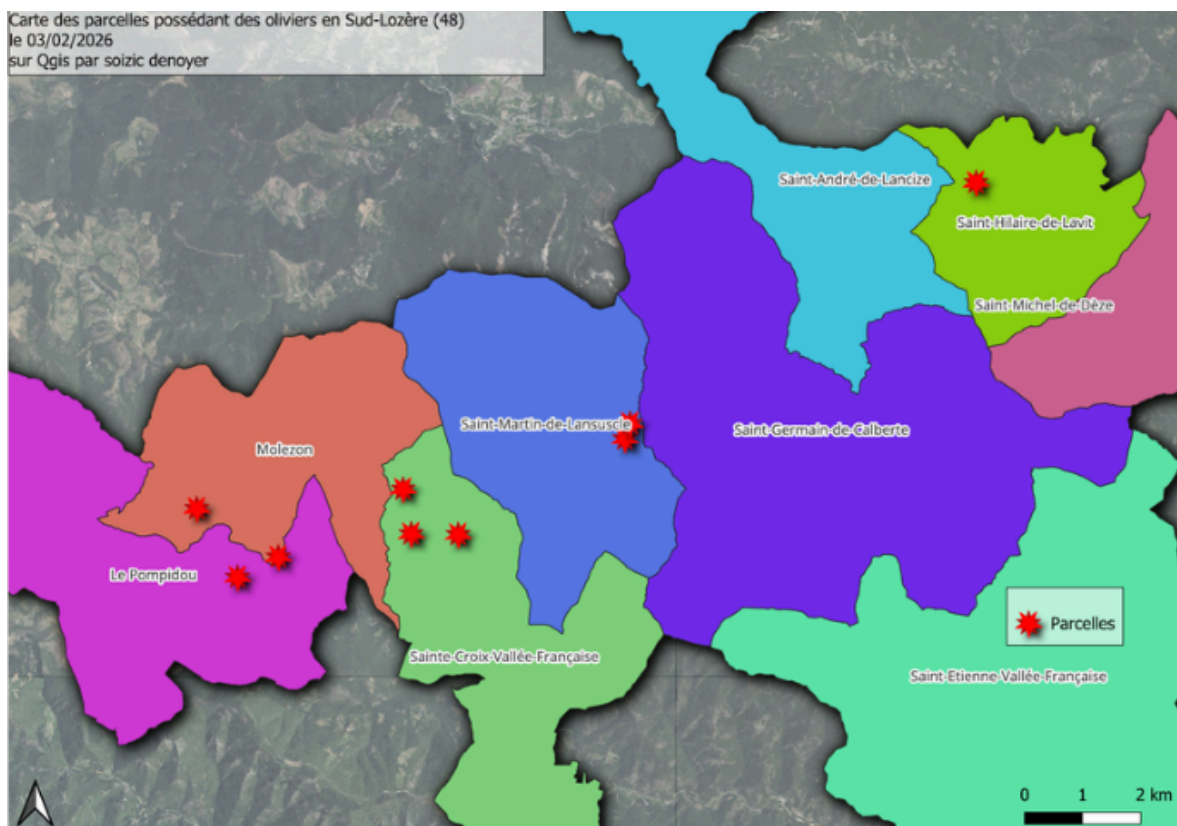 Carte des parcelles possédant des oliviers en Sud-Lozère (48)
le 03/02/2026
sur Qgis par soizic denoyer
Saint-André-de-Lancize
Saint-Hilaire-de-Lavit
Saint-Michel-de-Dèze
Saint-Martin-de-Lansuscle
Saint-Germain-de-Calberte
Molezon
Le Pompidou
Parcelles
Sainte-Croix-Vallée-Française
Saint-Etienne-Vallée-Française
0 1 2 km